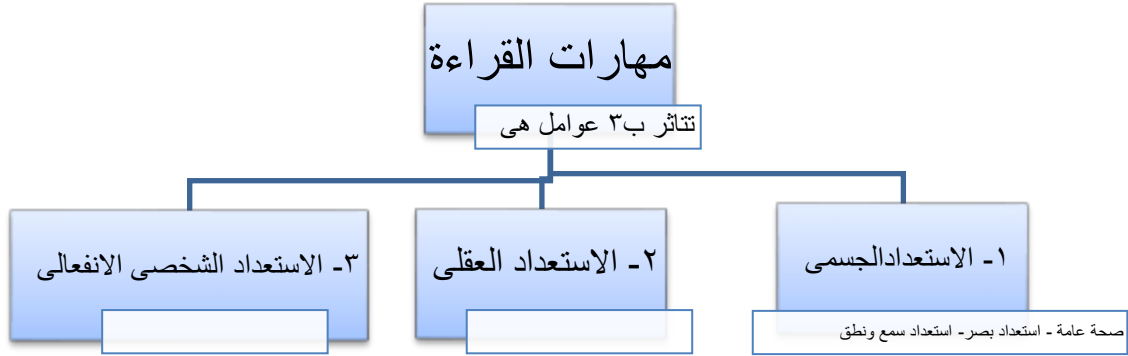 مهارات القراءة
تتاثر ب٣ عوامل هى
١- الاستعدادالجسمى
صحة عامة - استعداد بصر- استعداد سمع ونطق
٢- الاستعداد العقلى
٣- الاستعداد الشخصى الانفعالى